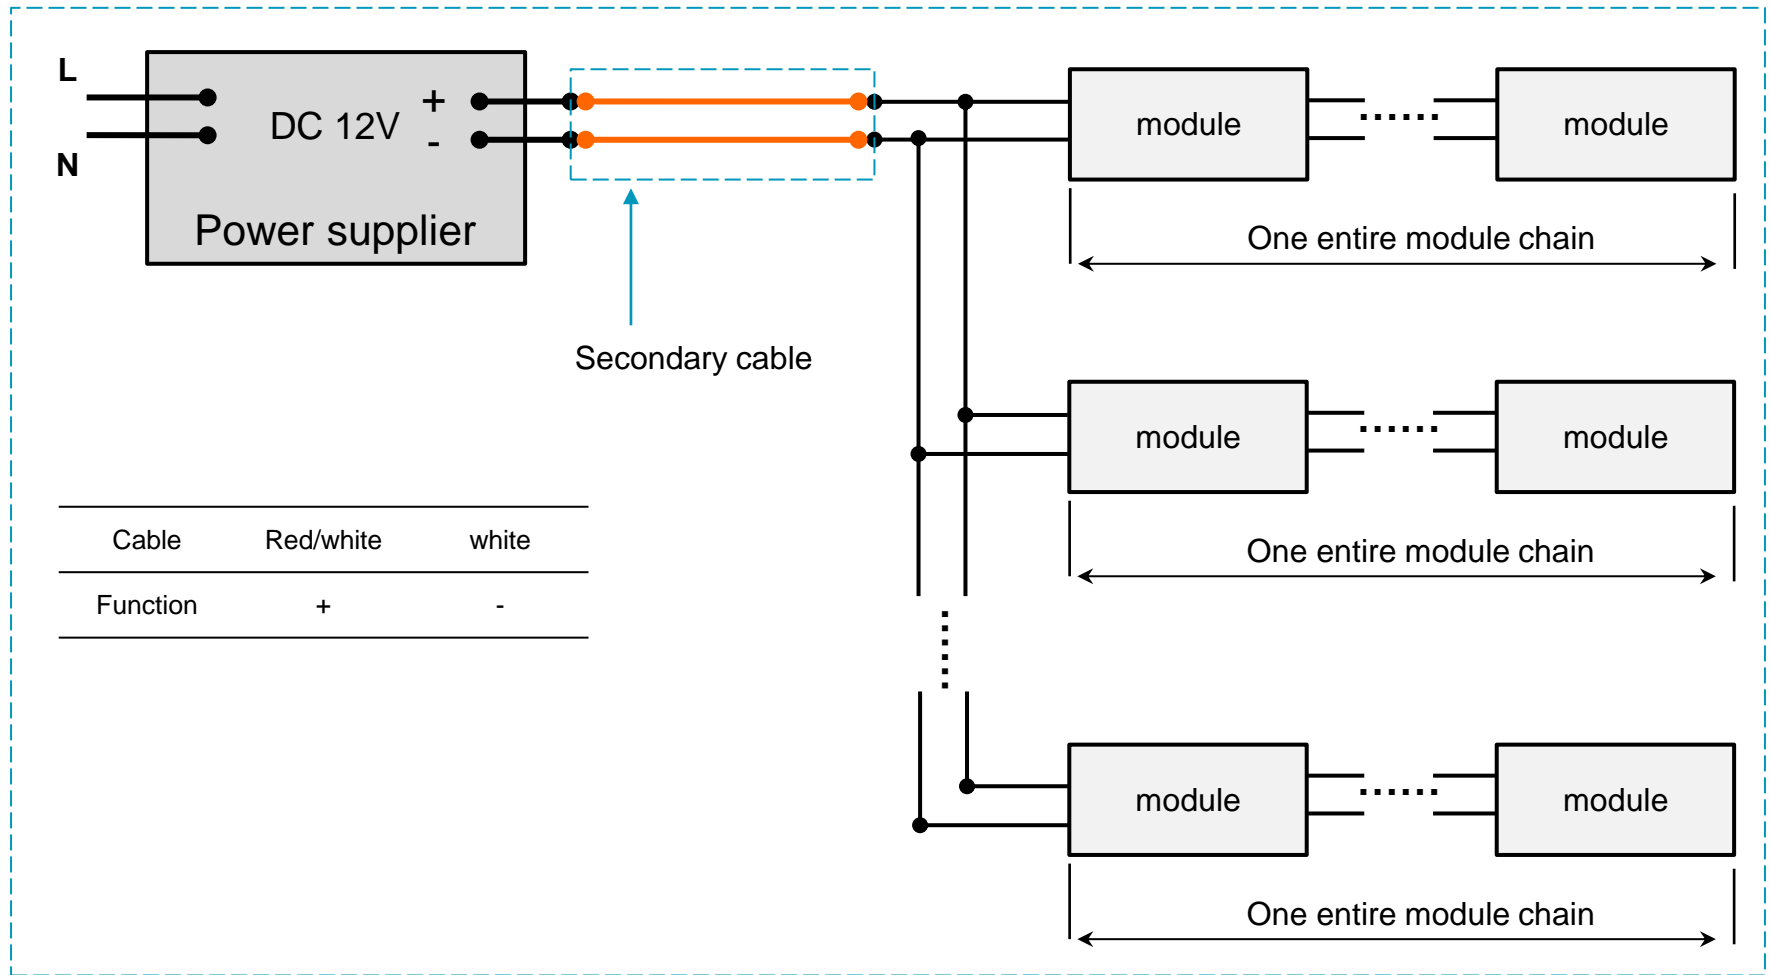 L
N
DC 12V
+
-
Power supplier
Secondary cable
module
......
module
One entire module chain
module
......
module
One entire module chain
module
......
module
One entire module chain
Cable Red/white white
Function + -